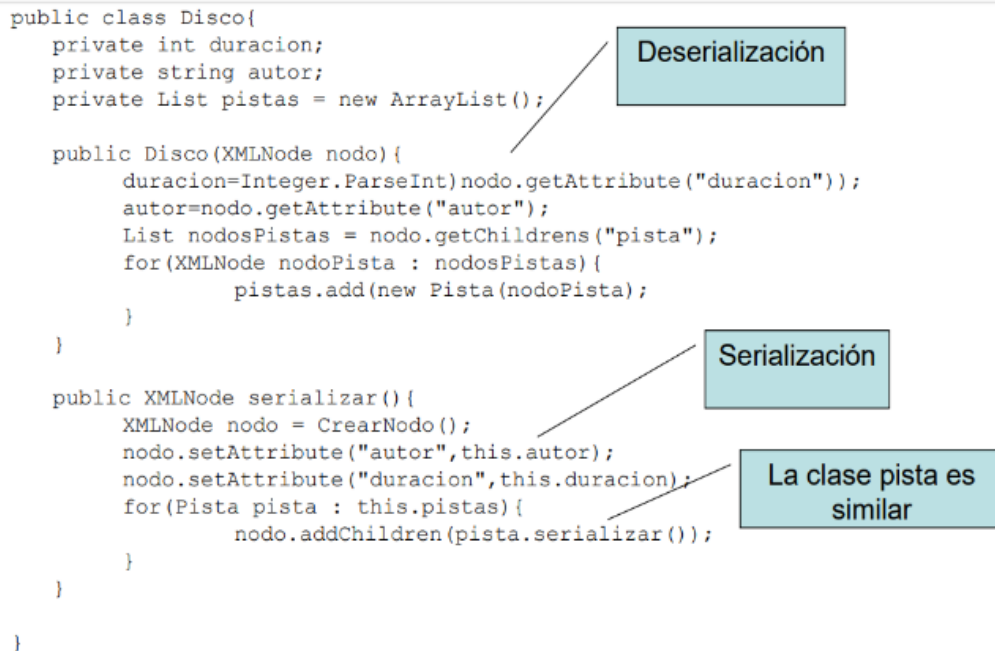 public class Disco{
private int duracion;
private string autor;
private List pistas = new ArrayList();
Deserialización
public Disco(XMLNode nodo){
duracion=Integer.ParseInt)nodo.getAttribute("duracion"));
autor=nodo.getAttribute("autor");
List nodosPistas = nodo.getChildrens("pista");
for(XMLNode nodoPista : nodosPistas){
pistas.add(new Pista(nodoPista);
}
}
Serialización
public XMLNode serializar(){
XMLNode nodo = CrearNodo();
nodo.setAttribute("autor",this.autor);
nodo.setAttribute("duracion",this.duracion);
for(Pista pista : this.pistas){
nodo.addChildren(pista.serializar());
}
}
La clase pista es
similar
}